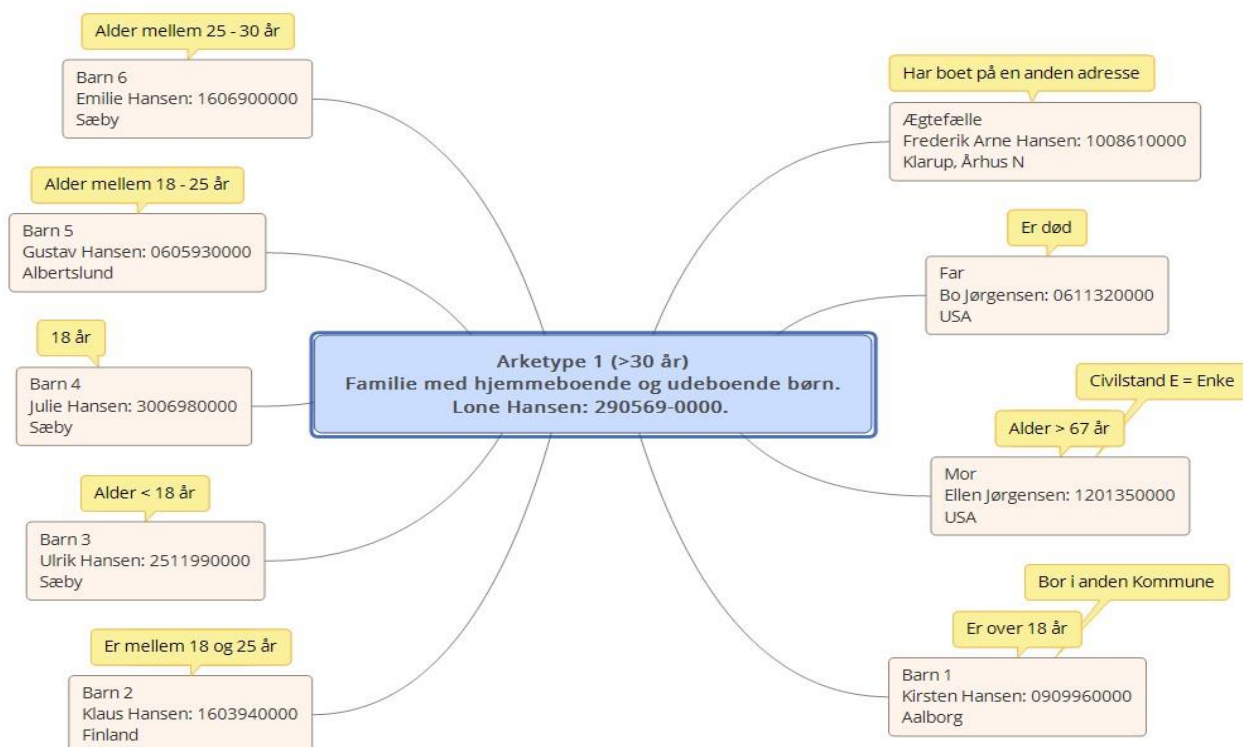 Alder mellem 25 - 30 år
Barn 6
Emilie Hansen: 1606900000
Sæby
Alder mellem 18 - 25 år
Barn 5
Gustav Hansen: 0605930000
Albertslund
18 år
Barn 4
Julie Hansen: 3006980000
Sæby
Alder < 18 år
Barn 3
Ulrik Hansen: 2511990000
Sæby
Er mellem 18 og 25 år
Barn 2
Klaus Hansen: 1603940000
Finland
Arketype 1 (>30 år)
Familie med hjemmeboende og udeboende børn.
Lone Hansen: 290569-0000.
Har boet på en anden adresse
Ægtefælle
Frederik Arne Hansen: 1008610000
Klarup, Århus N
Er død
Far
Bo Jørgensen: 0611320000
USA
Civilstand E = Enke
Alder > 67 år
Mor
Ellen Jørgensen: 1201350000
USA
Bor i anden Kommune
Er over 18 år
Barn 1
Kirsten Hansen: 0909960000
Aalborg